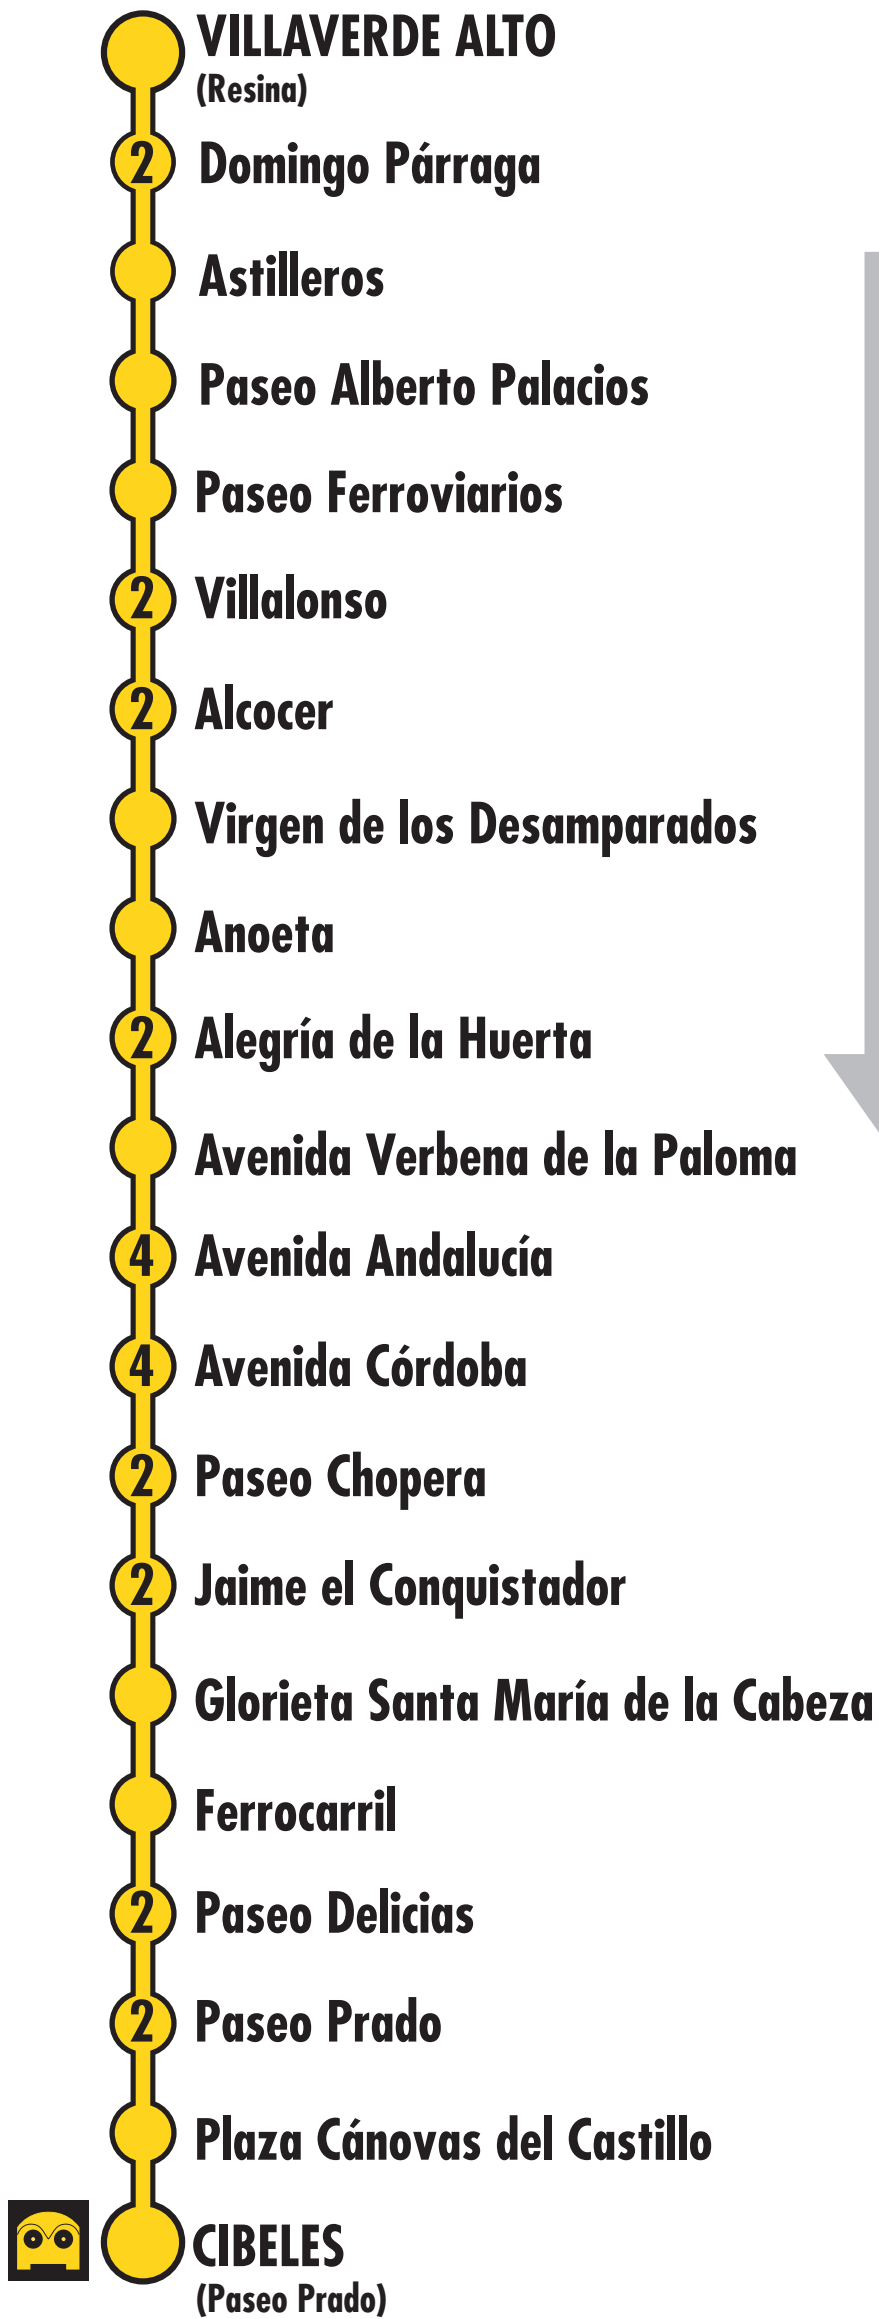 VILLAVERDE ALTO
(Resina)
2 Domingo Párraga
Astilleros
Paseo Alberto Palacios
Paseo Ferroviarios
2 Villalonso
2 Alcocer
Virgen de los Desamparados
Anoeta
2 Alegría de la Huerta
Avenida Verbena de la Paloma
4 Avenida Andalucía
4 Avenida Córdoba
2 Paseo Chopera
2 Jaime el Conquistador
Glorieta Santa María de la Cabeza
Ferrocarril
2 Paseo Delicias
2 Paseo Prado
Plaza Cánovas del Castillo
CIBELES
(Paseo Prado)